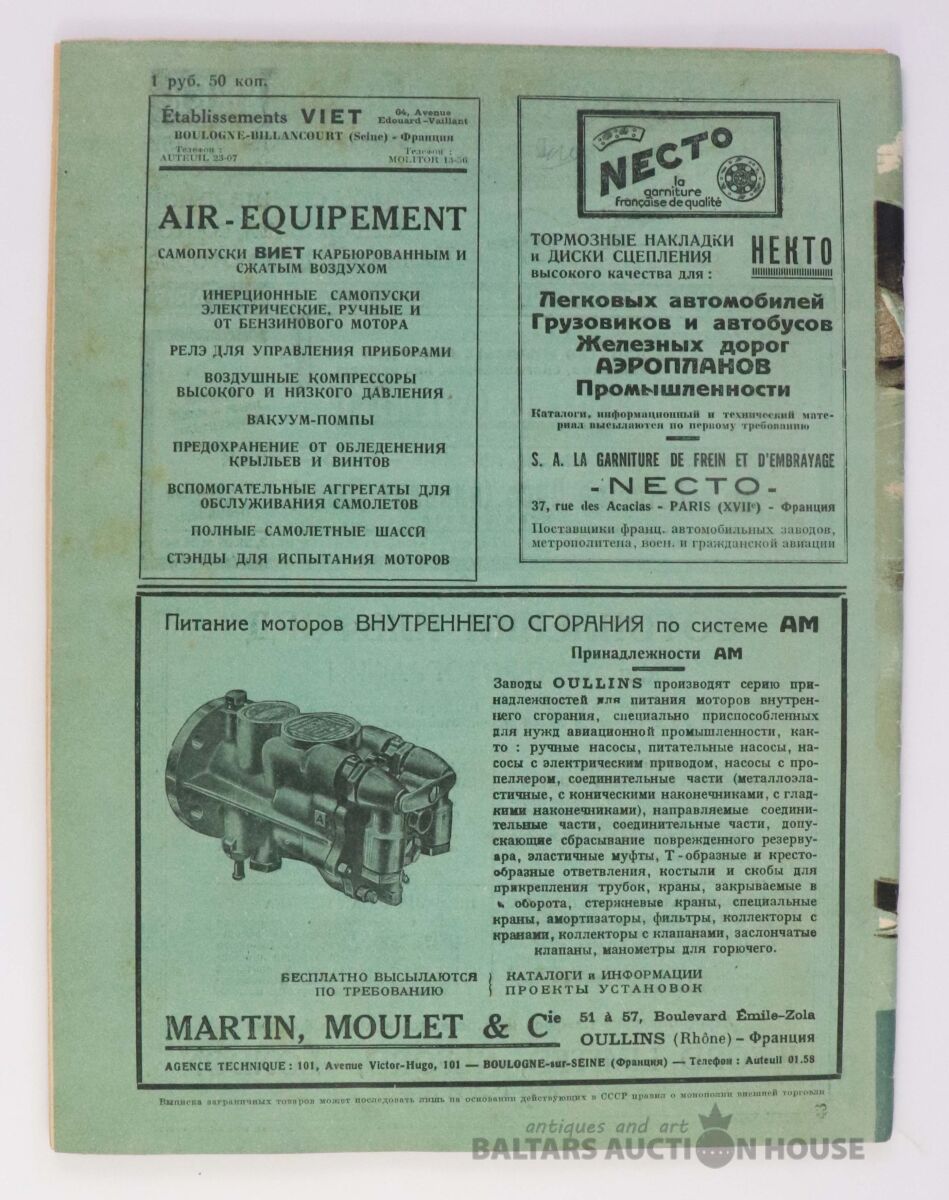 1 руб. 50 коп.
Établissements VIET
64, Avenue
Edouard-Vaillant
BOULOGNE-BILLANCOURT (Seine) - Франция
Телефон :
AUTEUIL 23-07
Телефон :
MOLITOR 13-56
AIR-EQUIPEMENT
САМОПУСКИ ВИЕТ КАРБЮРОВАННЫМ И
СЖАТЫМ ВОЗДУХОМ
ИНЕРЦИОННЫЕ САМОПУСКИ
ЭЛЕКТРИЧЕСКИЕ, РУЧНЫЕ И
ОТ БЕНЗИНОВОГО МОТОРА
РЕЛЭ ДЛЯ УПРАВЛЕНИЯ ПРИБОРАМИ
ВОЗДУШНЫЕ КОМПРЕССОРЫ
ВЫСОКОГО И НИЗКОГО ДАВЛЕНИЯ
ВАКУУМ-ПОМПЫ
ПРЕДОХРАНЕНИЕ ОТ ОБЛЕДЕНЕНИЯ
КРЫЛЬЕВ И ВИНТОВ
ВСПОМОГАТЕЛЬНЫЕ АГГРЕГАТЫ ДЛЯ
ОБСЛУЖИВАНИЯ САМОЛЕТОВ
ПОЛНЫЕ САМОЛЕТНЫЕ ШАССИ
СТЭНДЫ ДЛЯ ИСПЫТАНИЯ МОТОРОВ
NECTO
la
garniture
française de qualité
ТОРМОЗНЫЕ НАКЛАДКИ
и ДИСКИ СЦЕПЛЕНИЯ
высокого качества для :
НЕКТО
Легковых автомобилей
Грузовиков и автобусов
Железных дорог
АЭРОПЛАНОВ
Промышленности
Каталоги, информационный и технический мате-
риал высылаются по первому требованию
S. A. LA GARNITURE DE FREIN ET D'EMBRAYAGE
- NECTO -
37, rue des Acacias - PARIS (XVIIe) - Франция
Поставщики франц. автомобильных заводов,
метрополитена, воен. и гражданской авиации
Питание моторов ВНУТРЕННЕГО СГОРАНИЯ по системе АМ
Принадлежности АМ
Заводы OULLINS производят серию при-
надлежностей для питания моторов внутрен-
него сгорания, специально приспособленных
для нужд авиационной промышленности, как-
то : ручные насосы, питательные насосы, на-
сосы с электрическим приводом, насосы с про-
пеллером, соединительные части (металлоэла-
стичные, с коническими наконечниками, с глад-
кими наконечниками), направляемые соедини-
тельные части, соединительные части, допу-
скающие сбрасывание поврежденного резерву-
ара, эластичные муфты, Т-образные и кресто-
образные ответвления, костыли и скобы для
прикрепления трубок, краны, закрываемые в
оборота, стержневые краны, специальные
краны, амортизаторы, фильтры, коллекторы с
кранами, коллекторы с клапанами, заслончатые
клапаны, манометры для горючего.
A
БЕСПЛАТНО ВЫСЫЛАЮТСЯ
ПО ТРЕБОВАНИЮ
КАТАЛОГИ и ИНФОРМАЦИИ
ПРОЕКТЫ УСТАНОВОК
MARTIN, MOULET & Cie
51 à 57, Boulevard Émile-Zola
OULLINS (Rhône) - Франция
AGENCE TECHNIQUE : 101, Avenue Victor-Hugo, 101 — BOULOGNE-sur-SEINE (Франция) — Телефон : Auteuil 01.58
Выписка заграничных товаров может последовать лишь на основании действующих в СССР правил о монополии внешней торговли
antiques and art
BALTARS AUCTION HOUSE